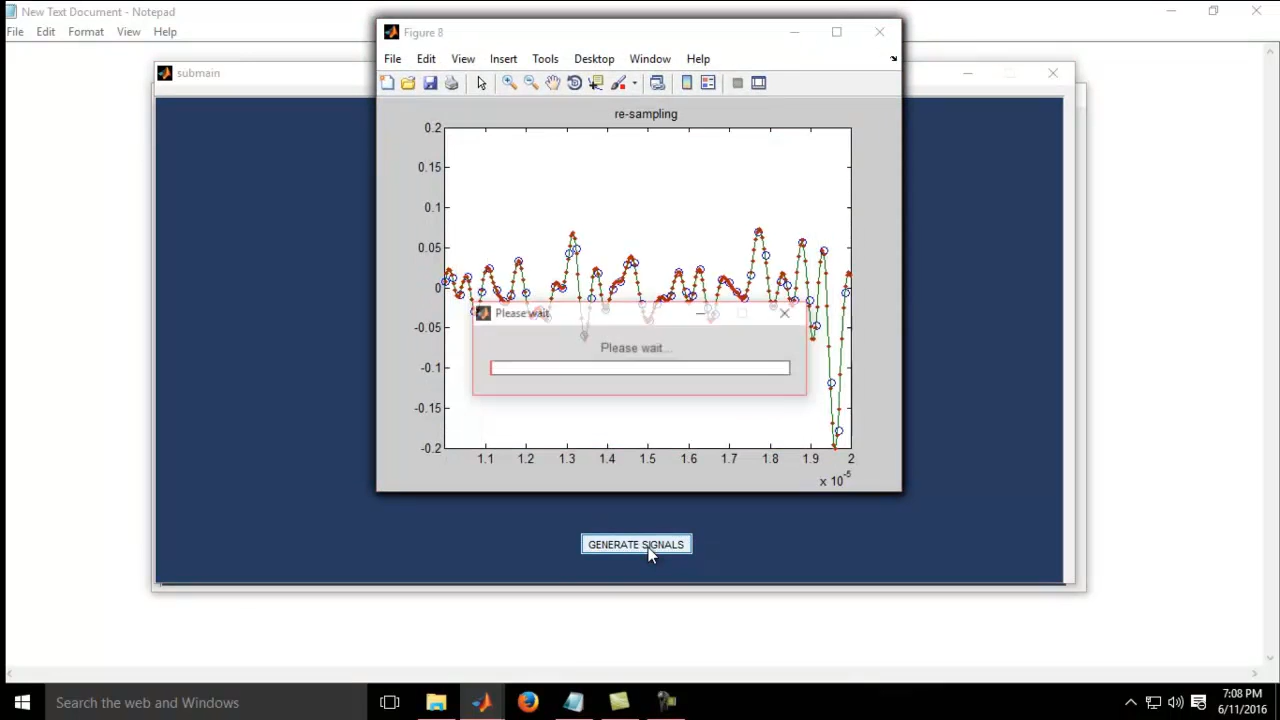 New Text Document - Notepad
File Edit Format View Help
submain
Figure 8
File Edit View Insert Tools Desktop Window Help
re-sampling
0.2
0.15
0.1
0.05
0
-0.05
-0.1
-0.15
-0.2
1.1 1.2 1.3 1.4 1.5 1.6 1.7 1.8 1.9 2
x 10^-5
Please wait
Please wait...
GENERATE SIGNALS
Search the web and Windows
7:08 PM
6/11/2016